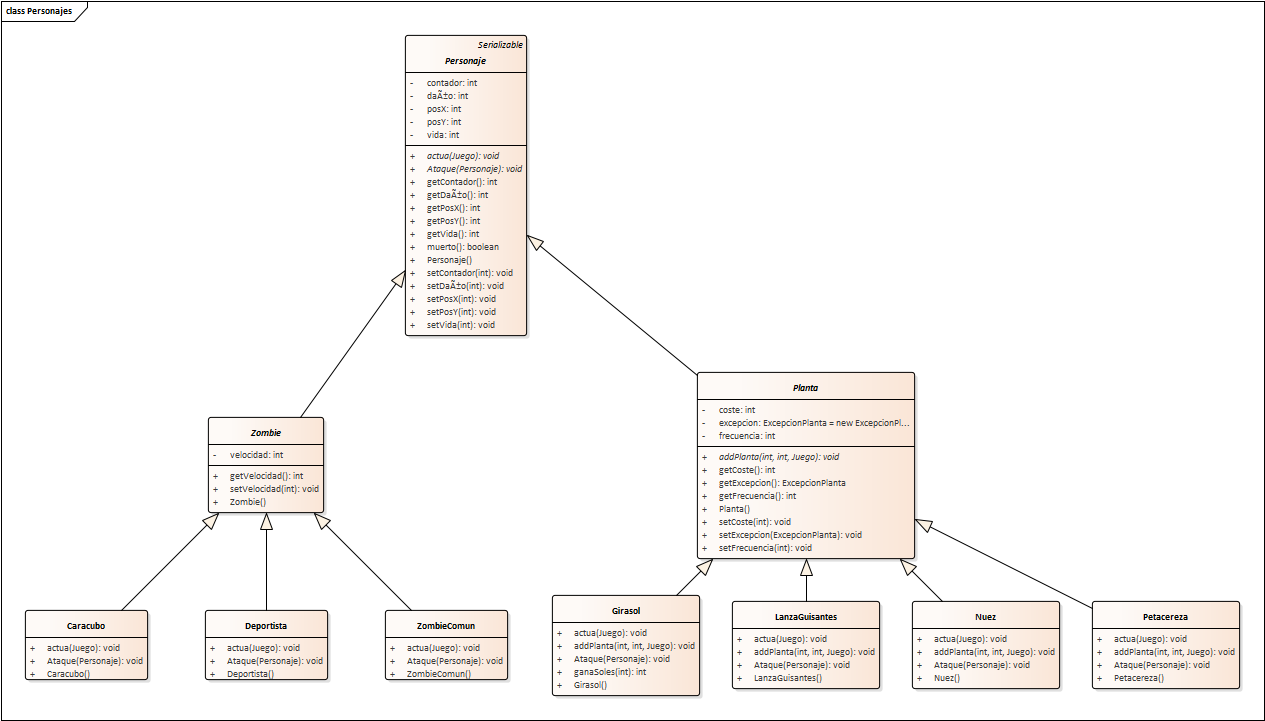 class Personajes
Serializable
Personaje
- contador: int
- daÃ±o: int
- posX: int
- posY: int
- vida: int
+ actua(Juego): void
+ Ataque(Personaje): void
+ getContador(): int
+ getDaÃ±o(): int
+ getPosX(): int
+ getPosY(): int
+ getVida(): int
+ muerto(): boolean
+ Personaje()
+ setContador(int): void
+ setDaÃ±o(int): void
+ setPosX(int): void
+ setPosY(int): void
+ setVida(int): void
Zombie
- velocidad: int
+ getVelocidad(): int
+ setVelocidad(int): void
+ Zombie()
Planta
- coste: int
- excepcion: ExcepcionPlanta = new ExcepcionPl...
- frecuencia: int
+ addPlanta(int, int, Juego): void
+ getCoste(): int
+ getExcepcion(): ExcepcionPlanta
+ getFrecuencia(): int
+ Planta()
+ setCoste(int): void
+ setExcepcion(ExcepcionPlanta): void
+ setFrecuencia(int): void
Caracubo
+ actua(Juego): void
+ Ataque(Personaje): void
+ Caracubo()
Deportista
+ actua(Juego): void
+ Ataque(Personaje): void
+ Deportista()
ZombieComun
+ actua(Juego): void
+ Ataque(Personaje): void
+ ZombieComun()
Girasol
+ actua(Juego): void
+ addPlanta(int, int, Juego): void
+ Ataque(Personaje): void
+ ganaSoles(int): int
+ Girasol()
LanzaGuisantes
+ actua(Juego): void
+ addPlanta(int, int, Juego): void
+ Ataque(Personaje): void
+ LanzaGuisantes()
Nuez
+ actua(Juego): void
+ addPlanta(int, int, Juego): void
+ Ataque(Personaje): void
+ Nuez()
Petacereza
+ actua(Juego): void
+ addPlanta(int, int, Juego): void
+ Ataque(Personaje): void
+ Petacereza()